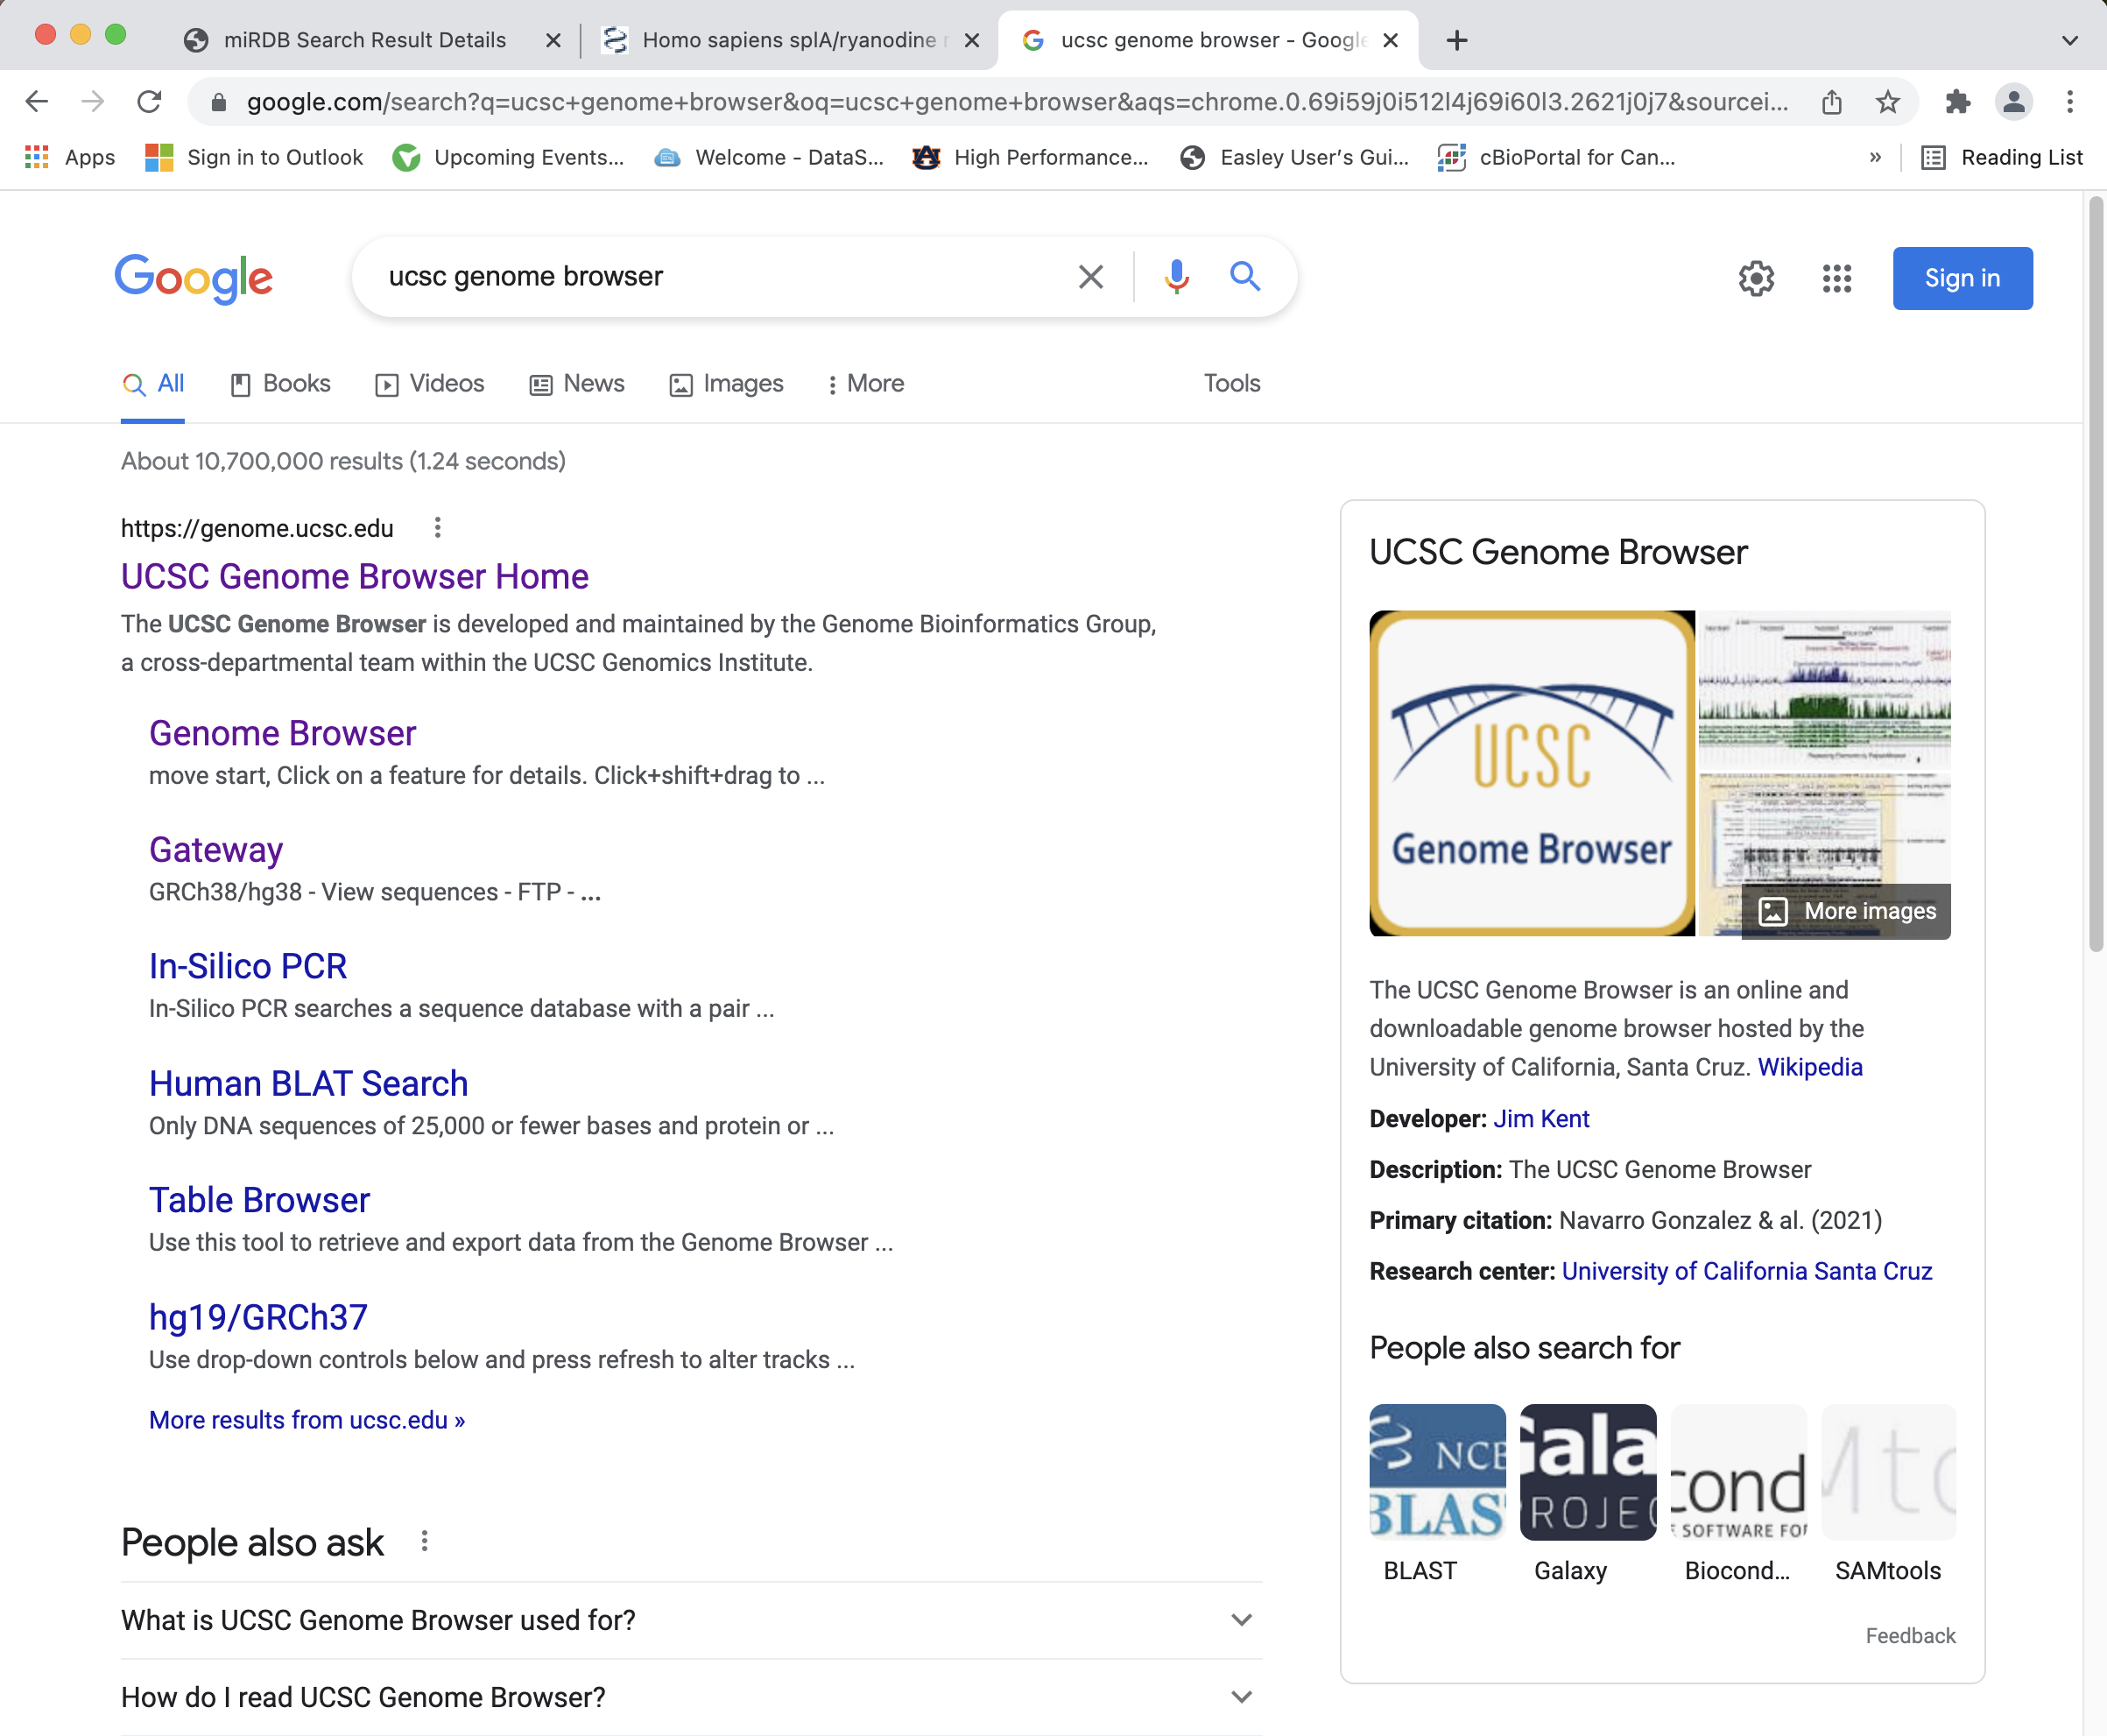 miRDB Search Result Details
Homo sapiens splA/ryanodine r
ucsc genome browser - Google
google.com/search?q=ucsc+genome+browser&oq=ucsc+genome+browser&aqs=chrome.0.69i59j0i512l4j69i60l3.2621j0j7&sourcei...
Apps
Sign in to Outlook
Upcoming Events...
Welcome - DataS...
High Performance...
Easley User's Gui...
cBioPortal for Can...
»
Reading List
Google
ucsc genome browser
Sign in
All
Books
Videos
News
Images
More
Tools
About 10,700,000 results (1.24 seconds)
https://genome.ucsc.edu
UCSC Genome Browser Home
The UCSC Genome Browser is developed and maintained by the Genome Bioinformatics Group,
a cross-departmental team within the UCSC Genomics Institute.
Genome Browser
move start, Click on a feature for details. Click+shift+drag to ...
Gateway
GRCh38/hg38 - View sequences - FTP - ...
In-Silico PCR
In-Silico PCR searches a sequence database with a pair ...
Human BLAT Search
Only DNA sequences of 25,000 or fewer bases and protein or ...
Table Browser
Use this tool to retrieve and export data from the Genome Browser ...
hg19/GRCh37
Use drop-down controls below and press refresh to alter tracks ...
More results from ucsc.edu »
People also ask
What is UCSC Genome Browser used for?
How do I read UCSC Genome Browser?
UCSC Genome Browser
UCSC
Genome Browser
More images
The UCSC Genome Browser is an online and
downloadable genome browser hosted by the
University of California, Santa Cruz. Wikipedia
Developer: Jim Kent
Description: The UCSC Genome Browser
Primary citation: Navarro Gonzalez & al. (2021)
Research center: University of California Santa Cruz
People also search for
NCB
BLAS
Gala
ROJEC
cond
SOFTWARE FOR
Mto
BLAST
Galaxy
Biocond...
SAMtools
Feedback